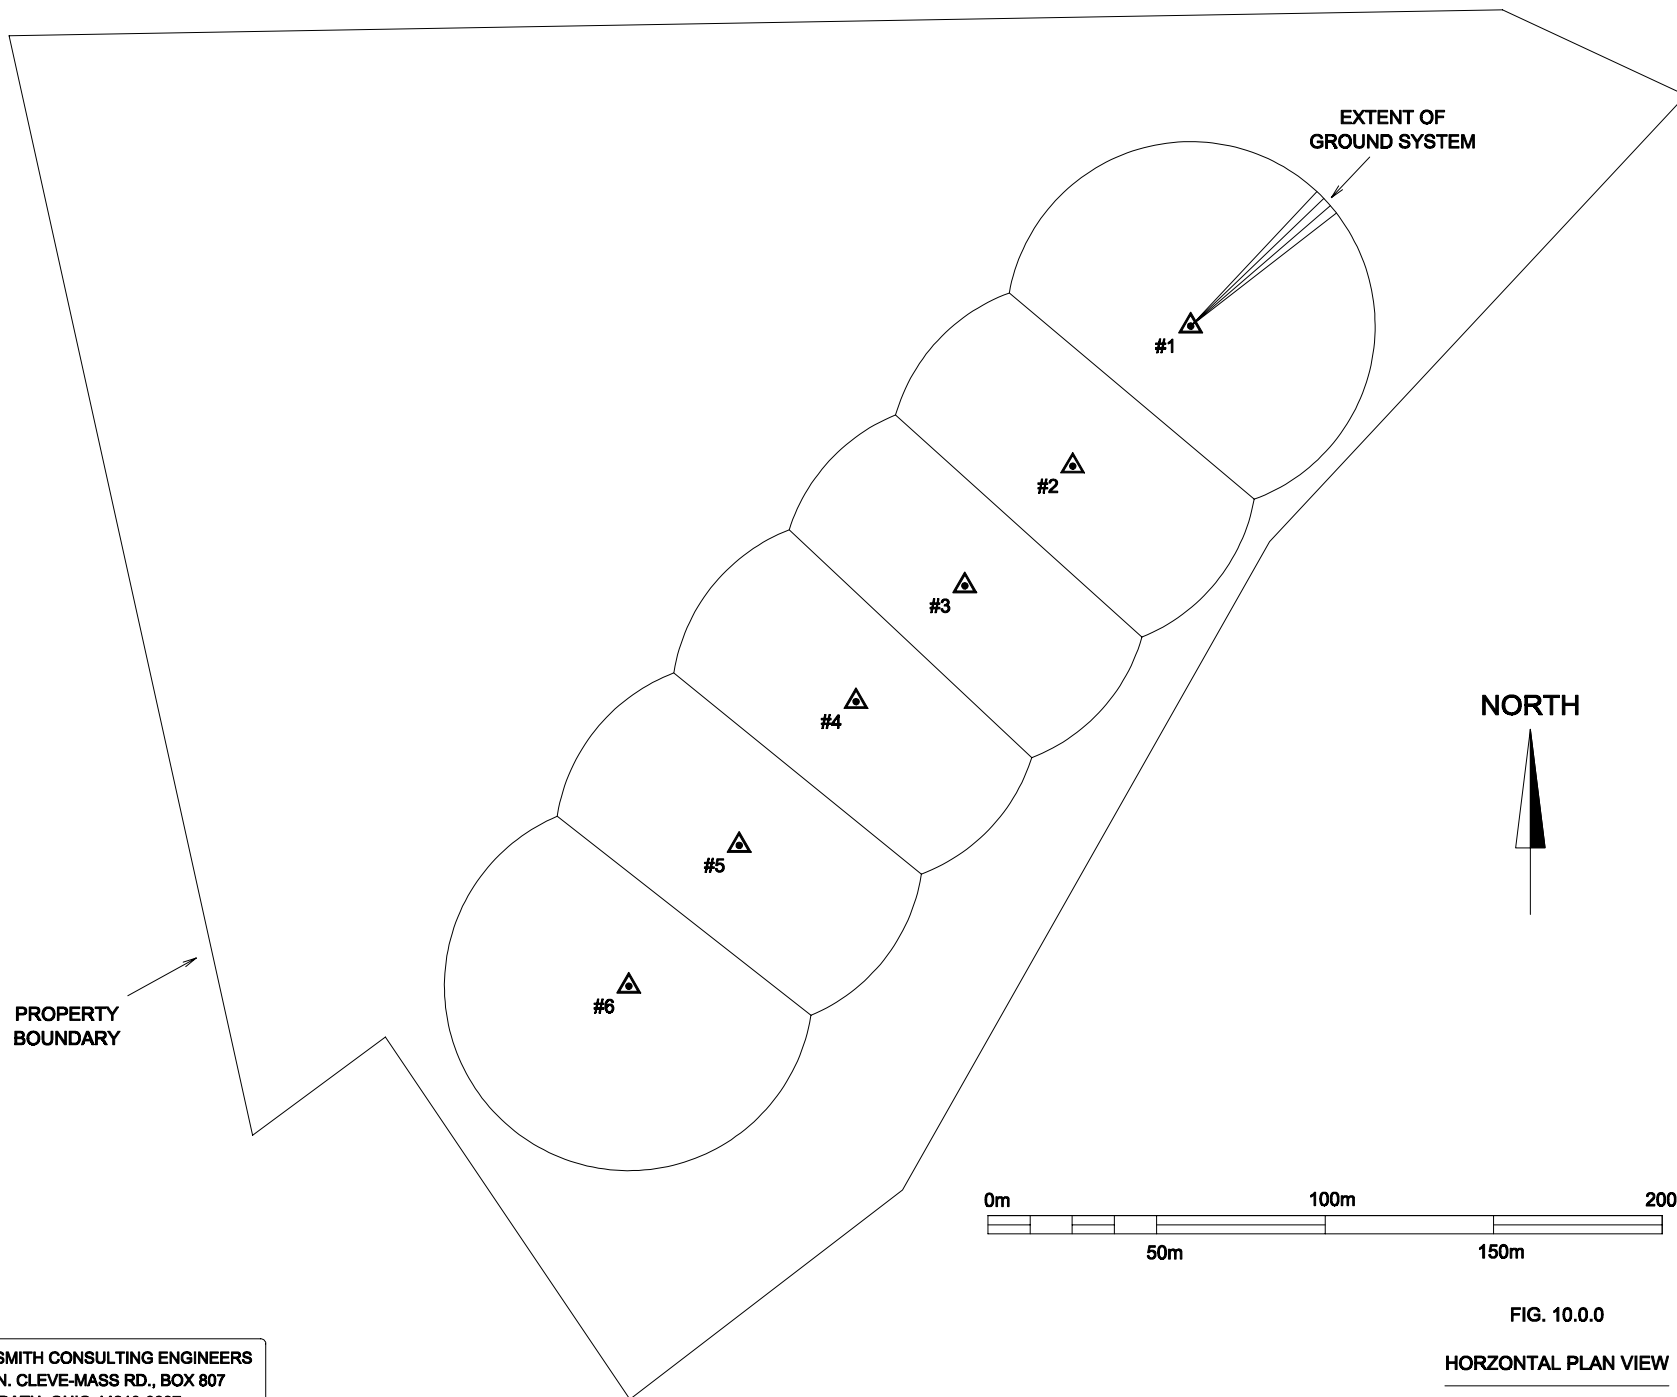 EXTENT OF
GROUND SYSTEM
#1
#2
#3
#4
#5
#6
NORTH
PROPERTY
BOUNDARY
0m 100m 200
50m 150m
FIG. 10.0.0
HORZONTAL PLAN VIEW
SMITH CONSULTING ENGINEERS
N. CLEVE-MASS RD., BOX 807